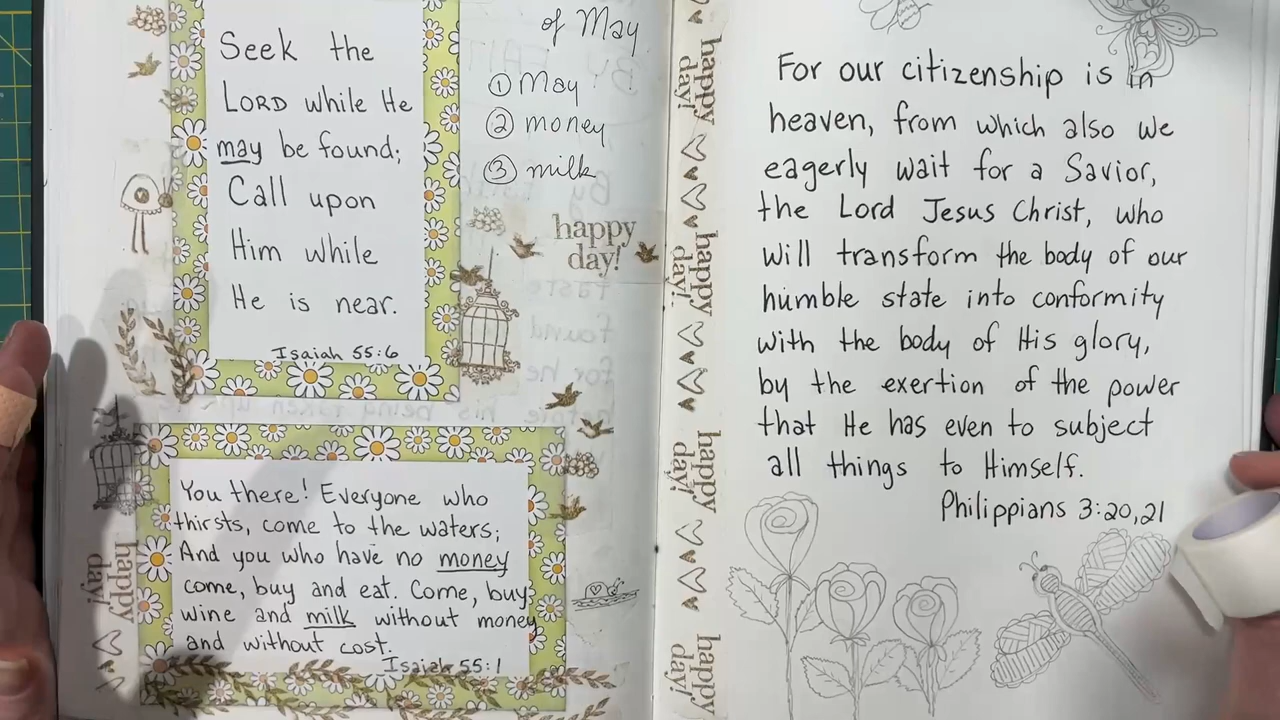 Seek the
LORD while He
may be found;
Call upon
Him while
He is near.
Isaiah 55:6
of May
① May
② money
③ milk
happy
day!
You there! Everyone who
thirsts, come to the waters;
And you who have no money
come, buy and eat. Come, buy
wine and milk without money
and without cost.
Isaiah 55:1
happy
day!
happy
day!
happy
day!
happy
day!
happy
day!
For our citizenship is in
heaven, from which also we
eagerly wait for a Savior,
the Lord Jesus Christ, who
will transform the body of our
humble state into conformity
with the body of His glory,
by the exertion of the power
that He has even to subject
all things to Himself.
Philippians 3:20,21